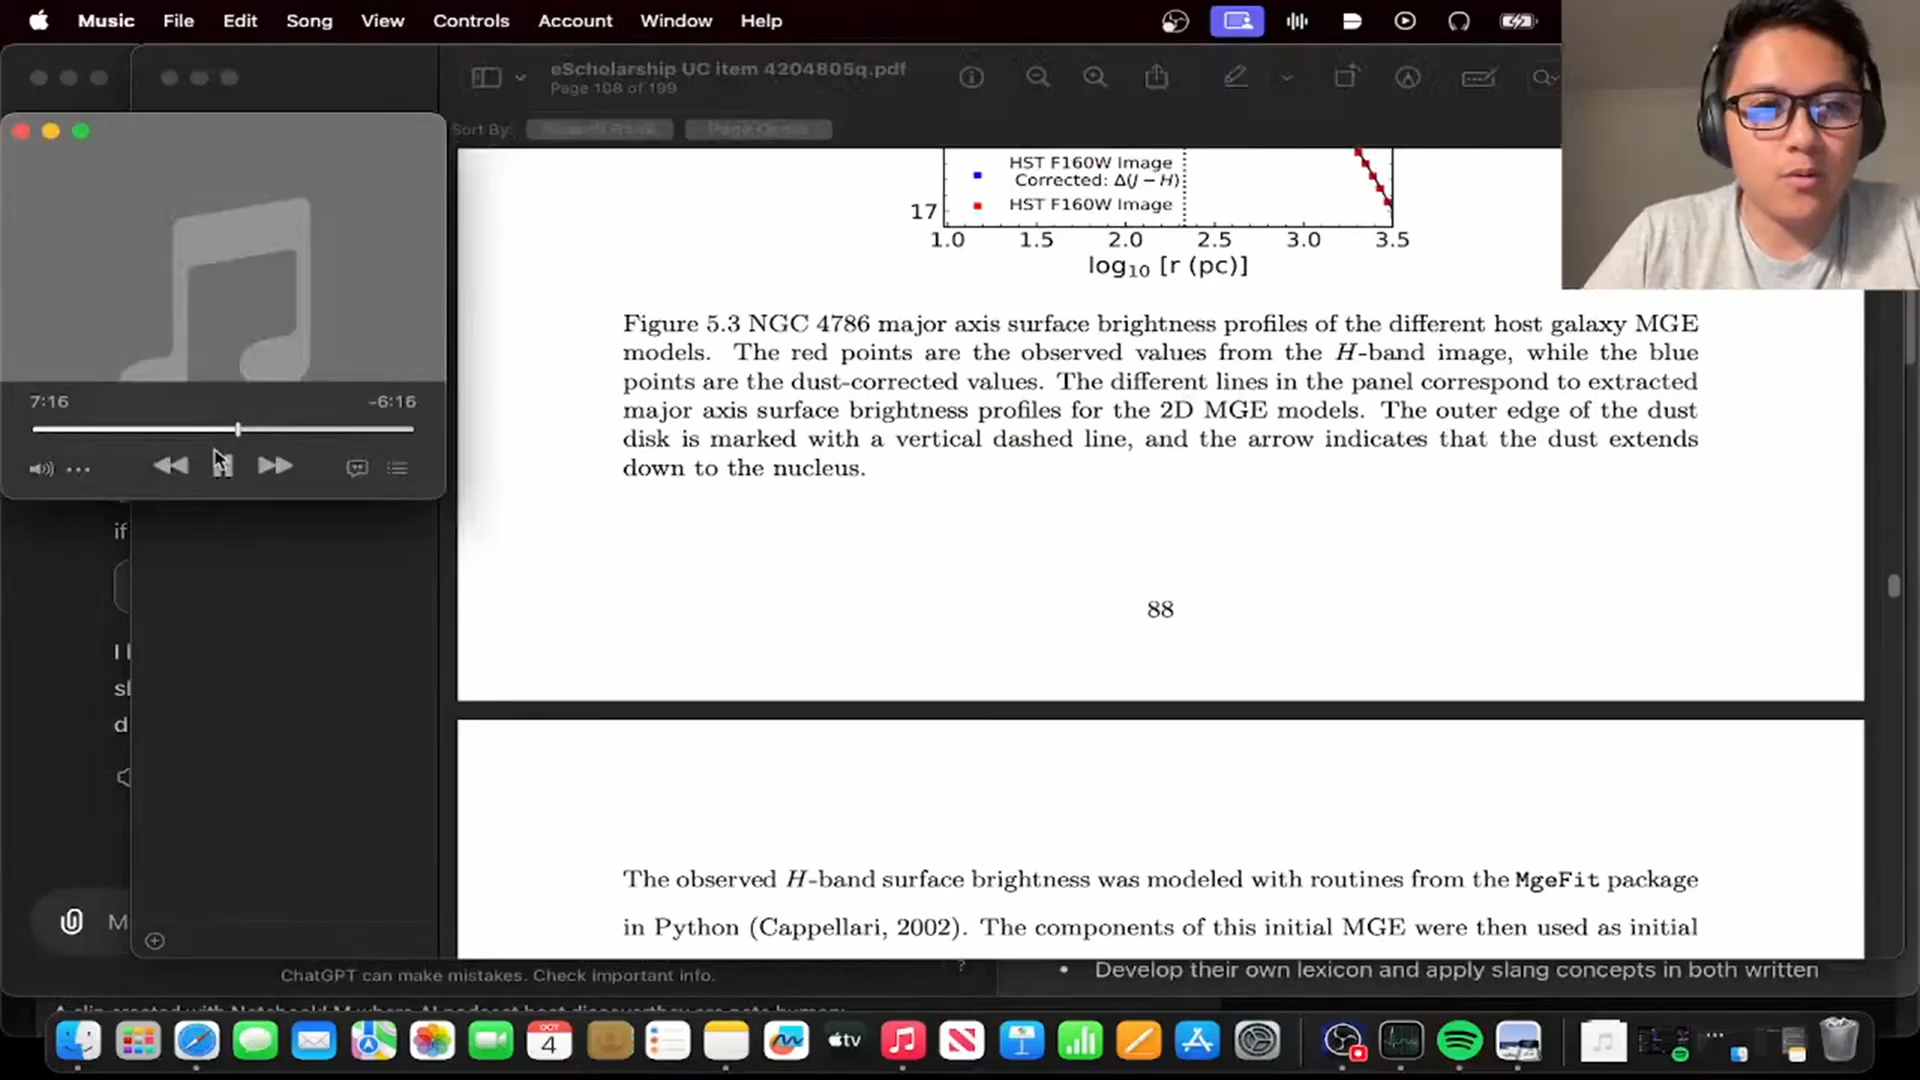 Music File Edit Song View Controls Account Window Help
eScholarship UC item 4204805q.pdf
Page 108 of 199
Sort By: Search Rank Page Order
HST F160W Image
Corrected: Δ(J − H)
HST F160W Image
17
1.0 1.5 2.0 2.5 3.0 3.5
log₁₀ [r (pc)]
7:16 -6:16
Figure 5.3 NGC 4786 major axis surface brightness profiles of the different host galaxy MGE
models. The red points are the observed values from the H-band image, while the blue
points are the dust-corrected values. The different lines in the panel correspond to extracted
major axis surface brightness profiles for the 2D MGE models. The outer edge of the dust
disk is marked with a vertical dashed line, and the arrow indicates that the dust extends
down to the nucleus.
if
88
The observed H-band surface brightness was modeled with routines from the MgeFit package
in Python (Cappellari, 2002). The components of this initial MGE were then used as initial
M
ChatGPT can make mistakes. Check important info.
?
• Develop their own lexicon and apply slang concepts in both written
OCT
4
tv